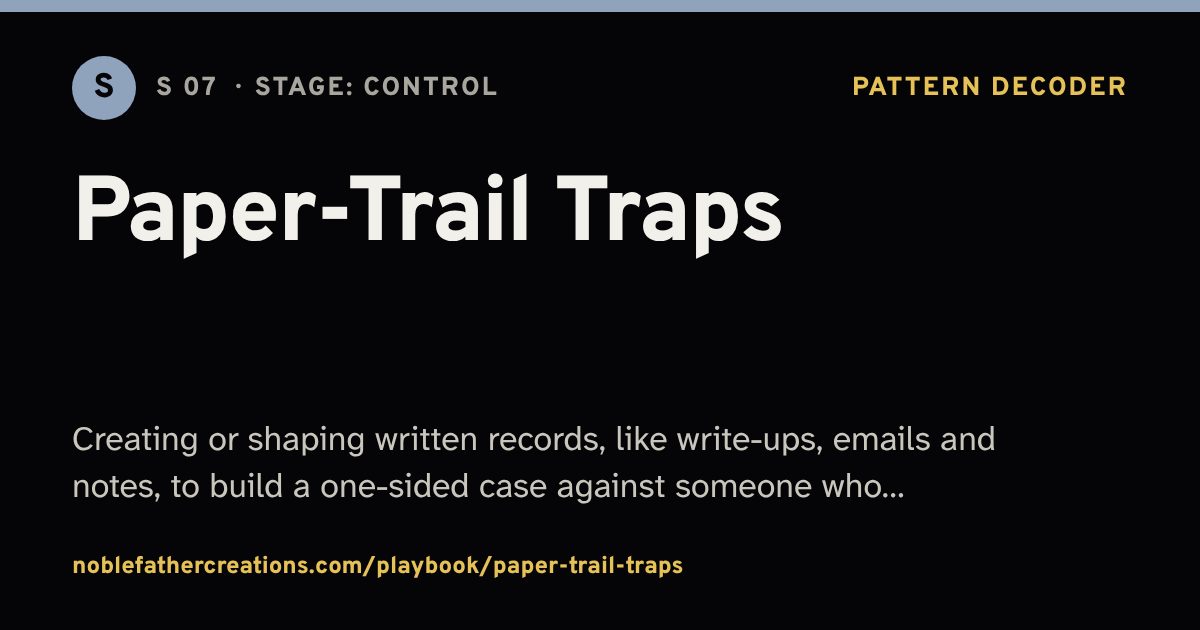 S
S 07 · STAGE: CONTROL
PATTERN DECODER
Paper-Trail Traps
Creating or shaping written records, like write-ups, emails and
notes, to build a one-sided case against someone who...
noblefathercreations.com/playbook/paper-trail-traps